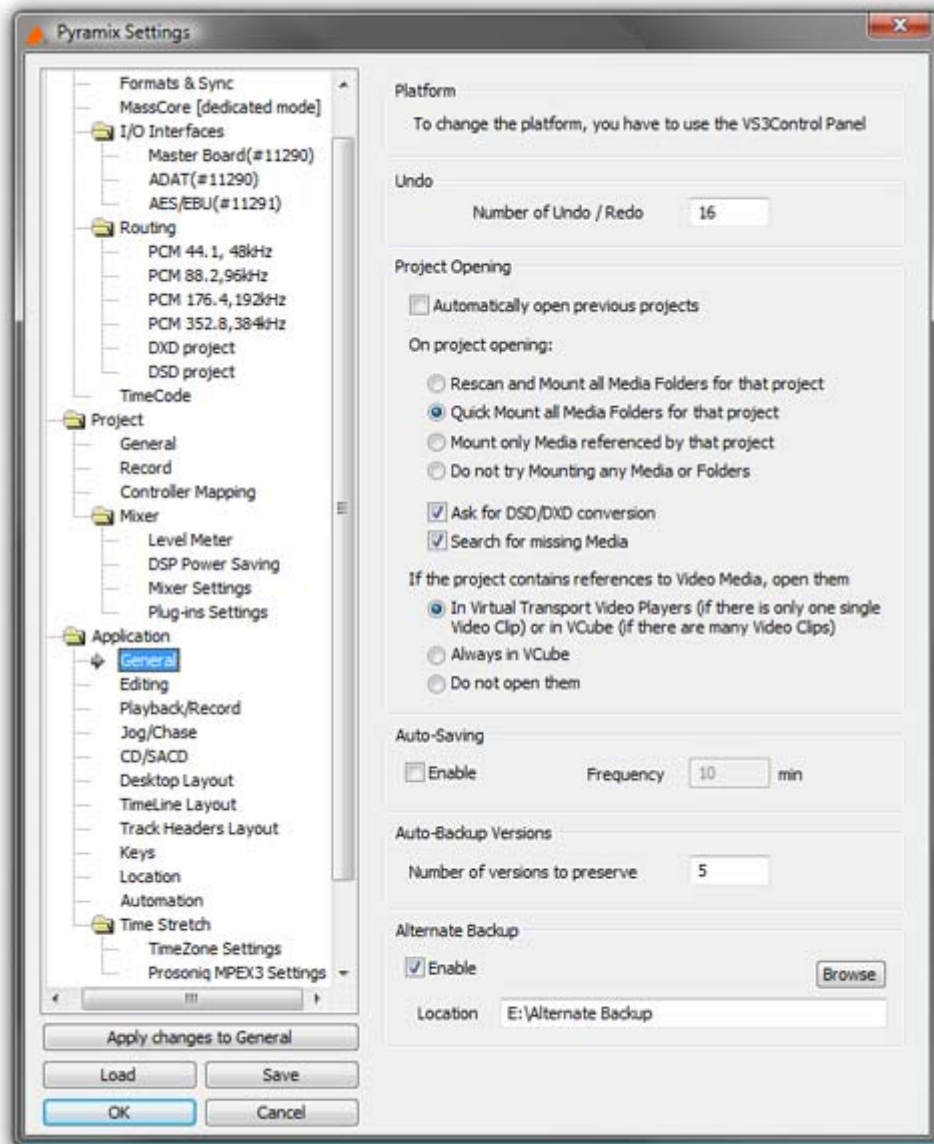 Pyramix Settings
Formats & Sync
MassCore [dedicated mode]
I/O Interfaces
Master Board(#11290)
ADAT(#11290)
AES/EBU(#11291)
Routing
PCM 44.1, 48kHz
PCM 88.2,96kHz
PCM 176.4,192kHz
PCM 352.8,384kHz
DXD project
DSD project
TimeCode
Project
General
Record
Controller Mapping
Mixer
Level Meter
DSP Power Saving
Mixer Settings
Plug-ins Settings
Application
General
Editing
Playback/Record
Jog/Chase
CD/SACD
Desktop Layout
TimeLine Layout
Track Headers Layout
Keys
Location
Automation
Time Stretch
TimeZone Settings
Prosoniq MPEX3 Settings
Apply changes to General
Load Save
OK Cancel
Platform
To change the platform, you have to use the VS3Control Panel
Undo
Number of Undo / Redo 16
Project Opening
Automatically open previous projects
On project opening:
Rescan and Mount all Media Folders for that project
Quick Mount all Media Folders for that project
Mount only Media referenced by that project
Do not try Mounting any Media or Folders
Ask for DSD/DXD conversion
Search for missing Media
If the project contains references to Video Media, open them
In Virtual Transport Video Players (if there is only one single
Video Clip) or in VCube (if there are many Video Clips)
Always in VCube
Do not open them
Auto-Saving
Enable Frequency 10 min
Auto-Backup Versions
Number of versions to preserve 5
Alternate Backup
Enable Browse
Location E:\Alternate Backup